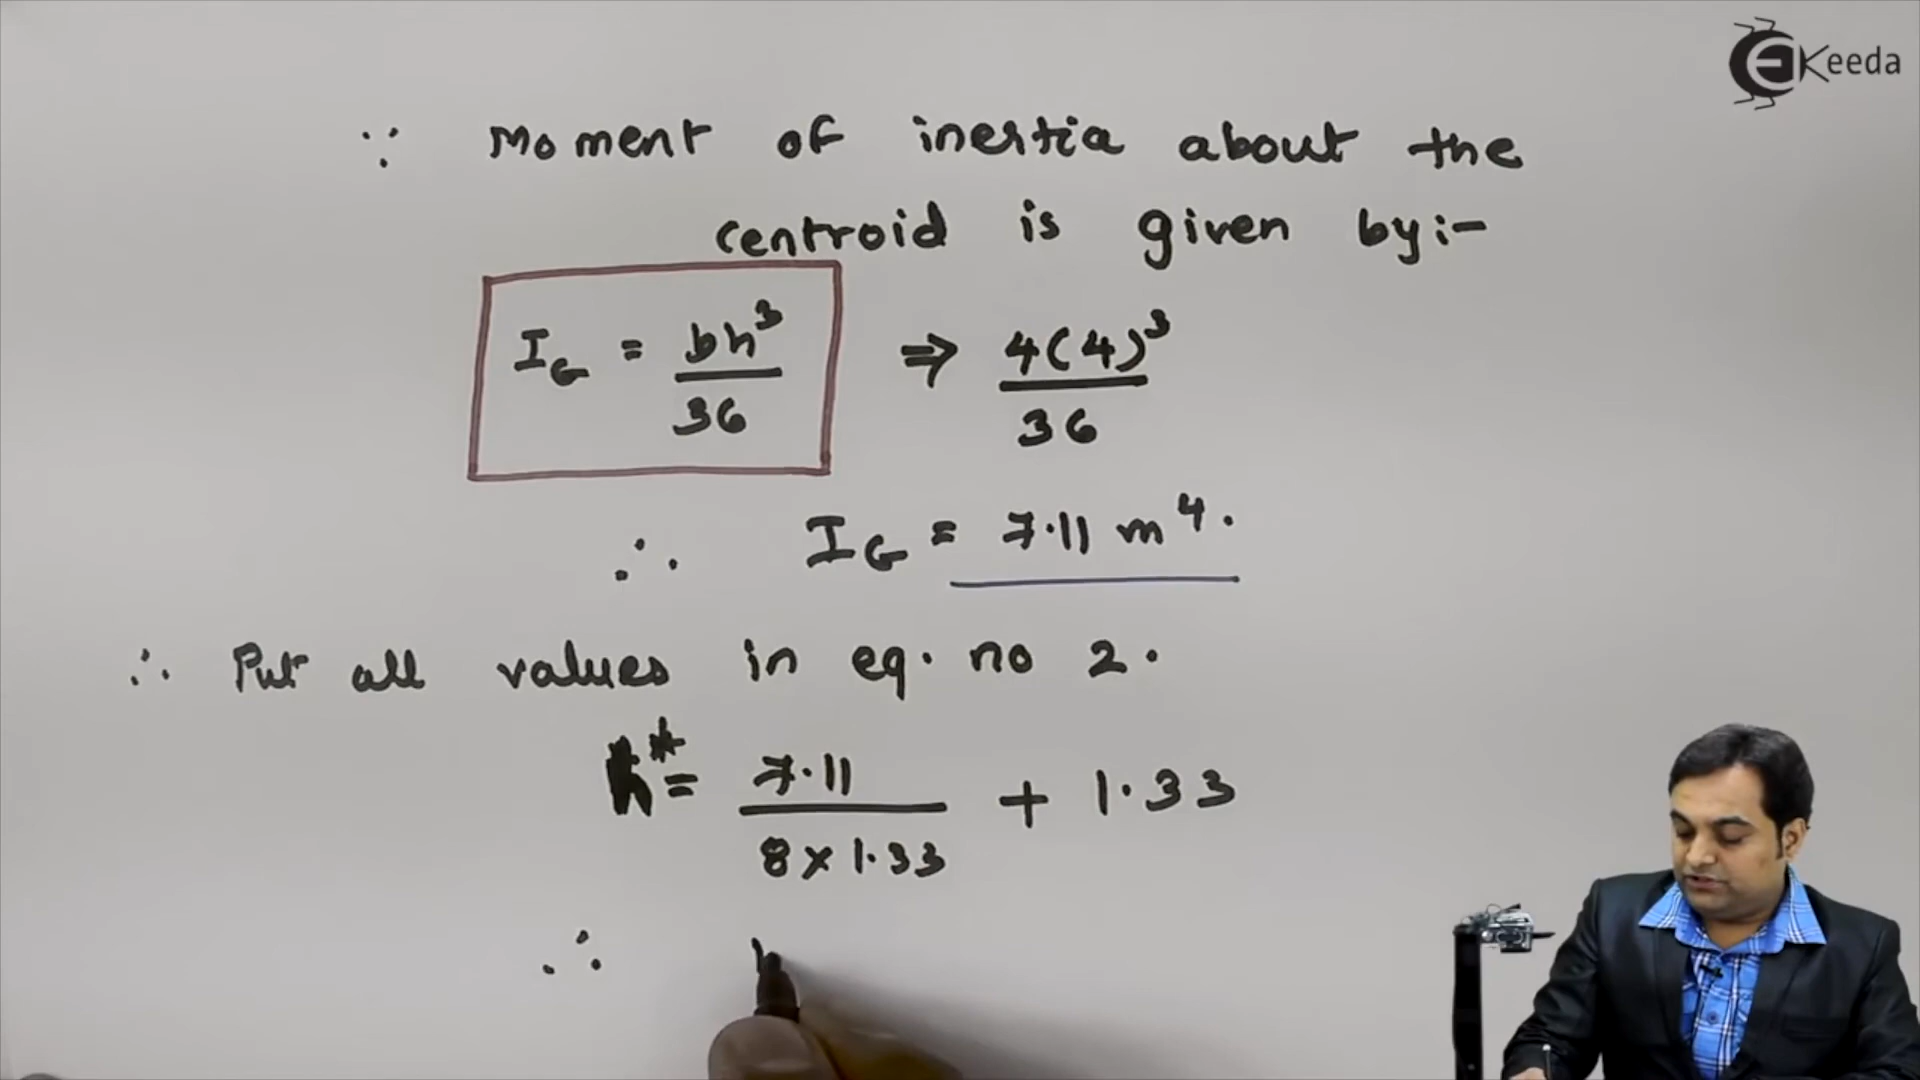 EKeeda
∵ Moment of inertia about the
centroid is given by:-
I_G = bh³/36 ⇒ 4(4)³/36
∴ I_G = 7.11 m⁴.
∴ Put all values in eq. no 2.
h* = 7.11/(8×1.33) + 1.33
∴